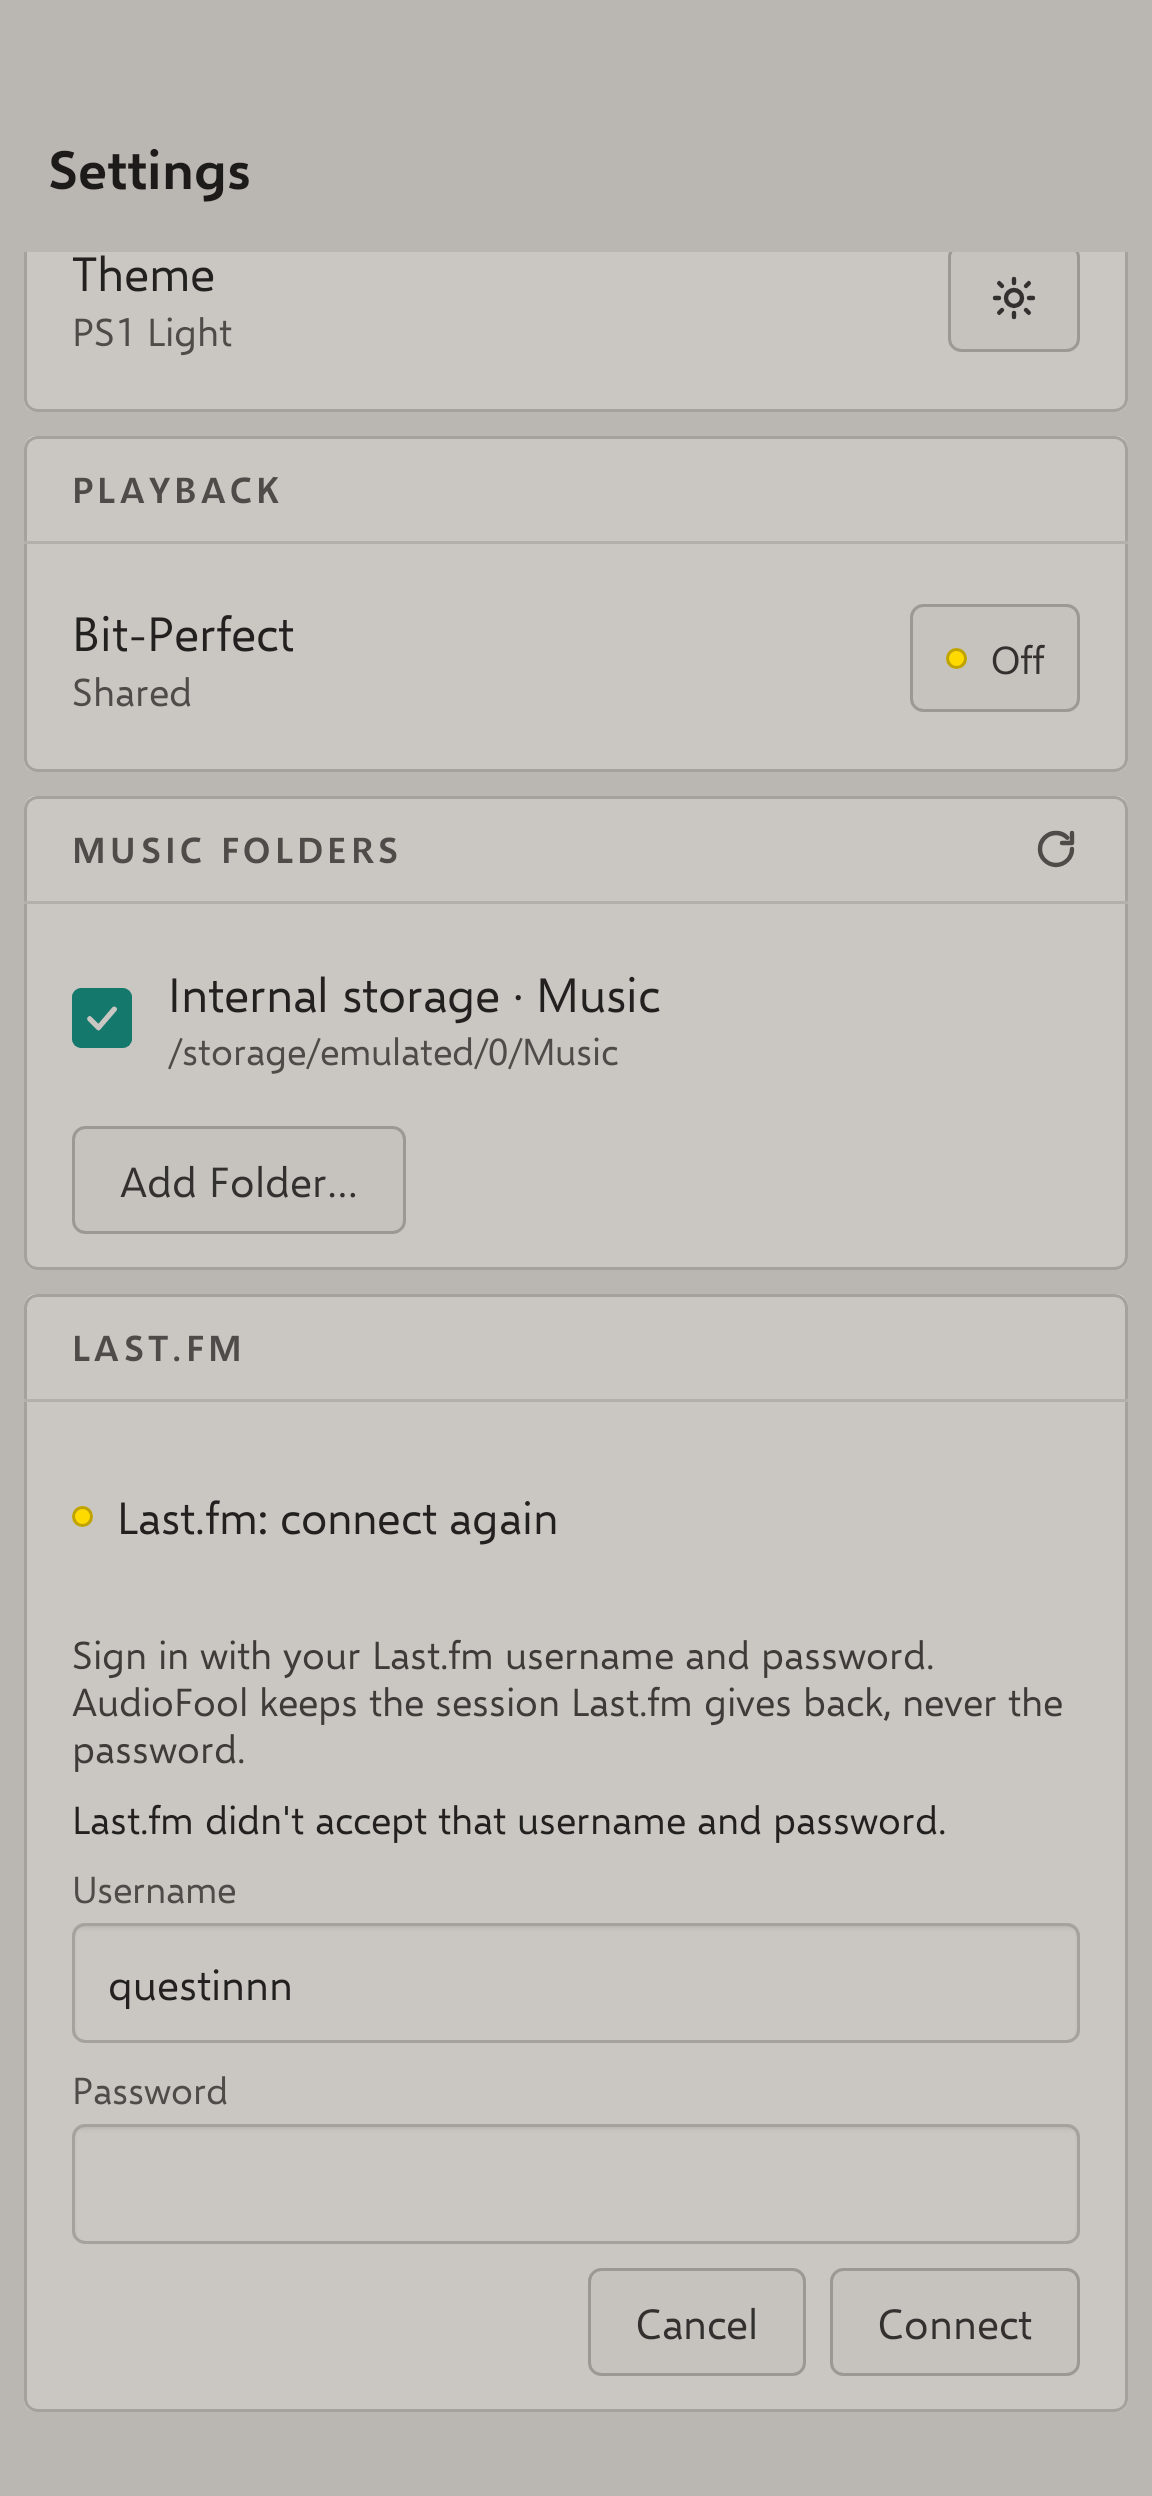 Settings
Theme
PS1 Light
PLAYBACK
Bit-Perfect
Shared
Off
MUSIC FOLDERS
Internal storage · Music
/storage/emulated/0/Music
Add Folder...
LAST.FM
Last.fm: connect again
Sign in with your Last.fm username and password.
AudioFool keeps the session Last.fm gives back, never the
password.
Last.fm didn't accept that username and password.
Username
questinnn
Password
Cancel
Connect